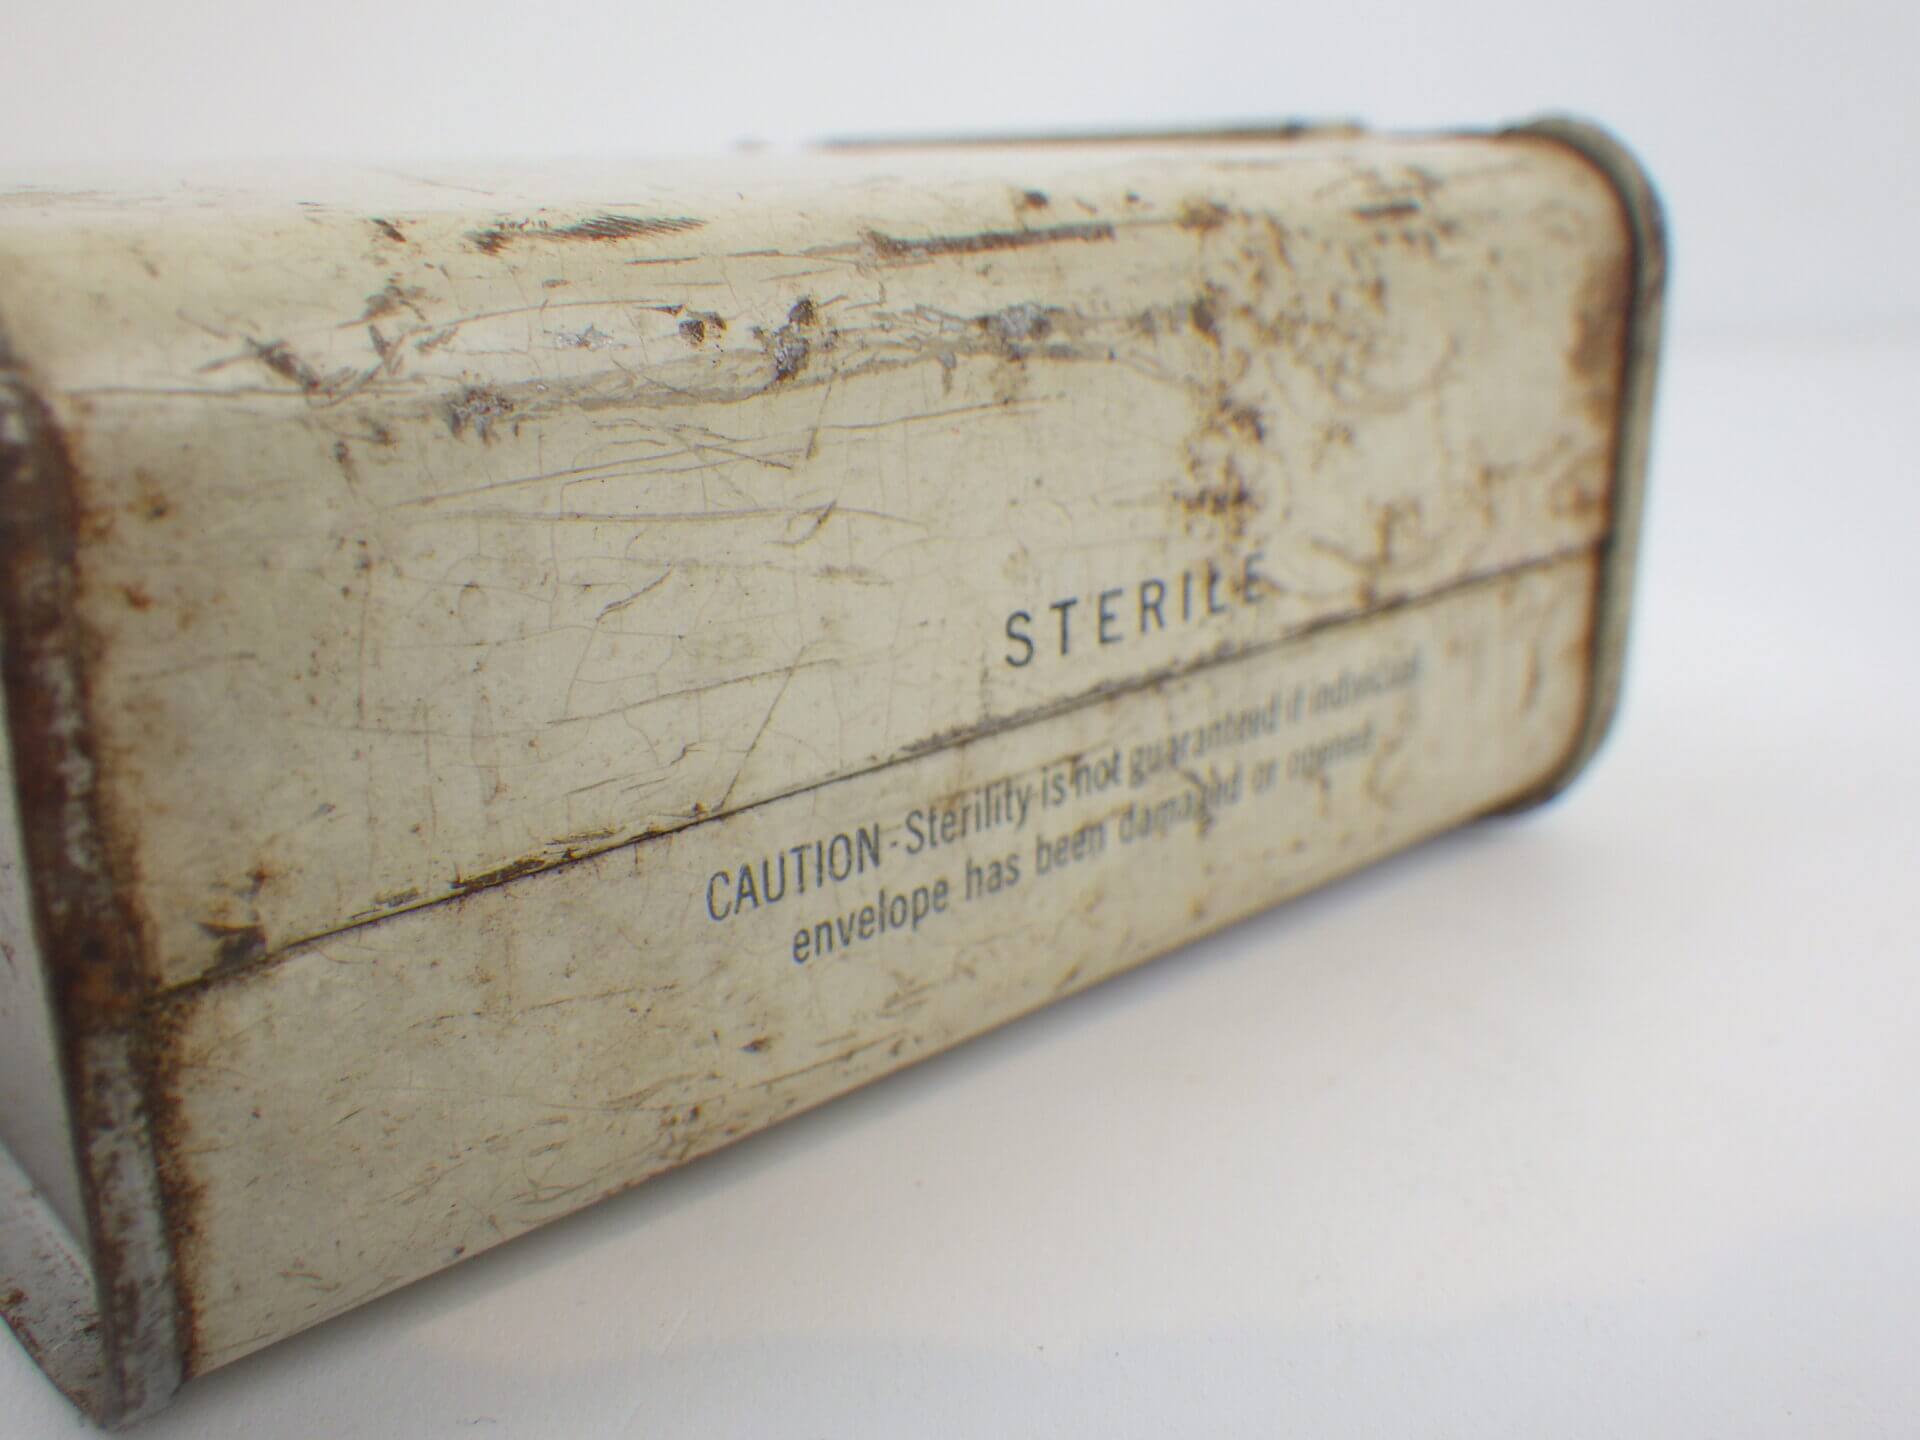 STERILE
CAUTION-Sterility is not guaranteed if individual
envelope has been damaged or opened